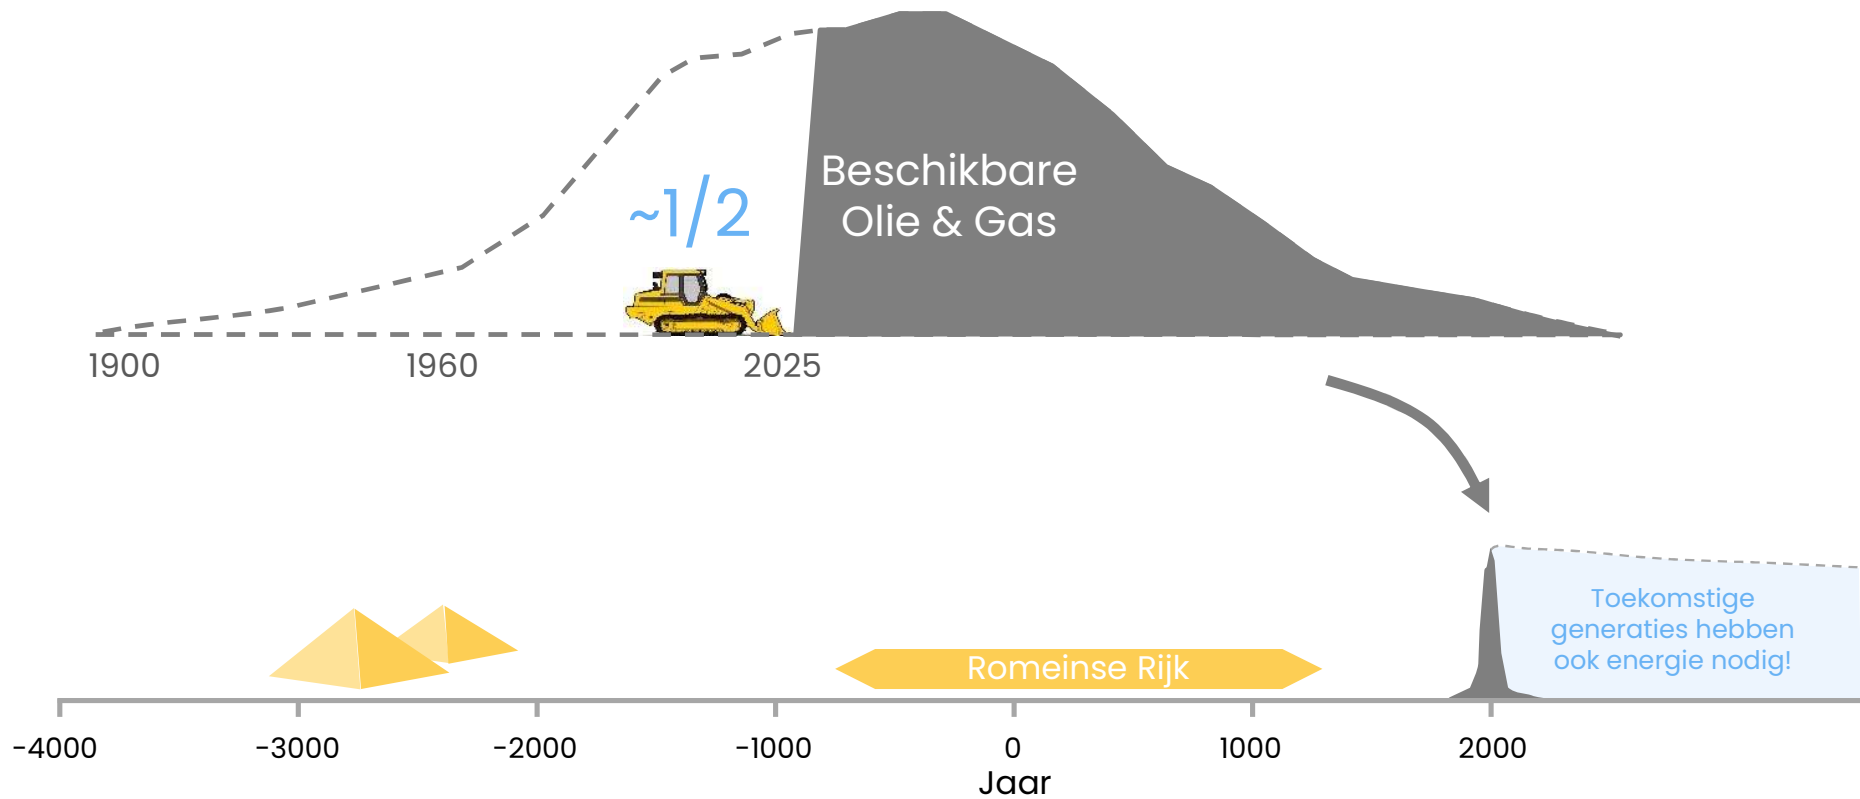 Beschikbare
Olie & Gas
~1/2
1900
1960
2025
Toekomstige
generaties hebben
ook energie nodig!
Romeinse Rijk
-4000
-3000
-2000
-1000
0
1000
2000
Jaar